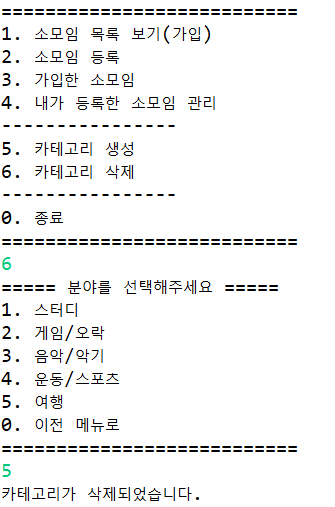 ===========================
1. 소모임 목록 보기(가입)
2. 소모임 등록
3. 가입한 소모임
4. 내가 등록한 소모임 관리
----------------
5. 카테고리 생성
6. 카테고리 삭제
----------------
0. 종료
===========================
6
===== 분야를 선택해주세요 =====
1. 스터디
2. 게임/오락
3. 음악/악기
4. 운동/스포츠
5. 여행
0. 이전 메뉴로
===========================
5
카테고리가 삭제되었습니다.